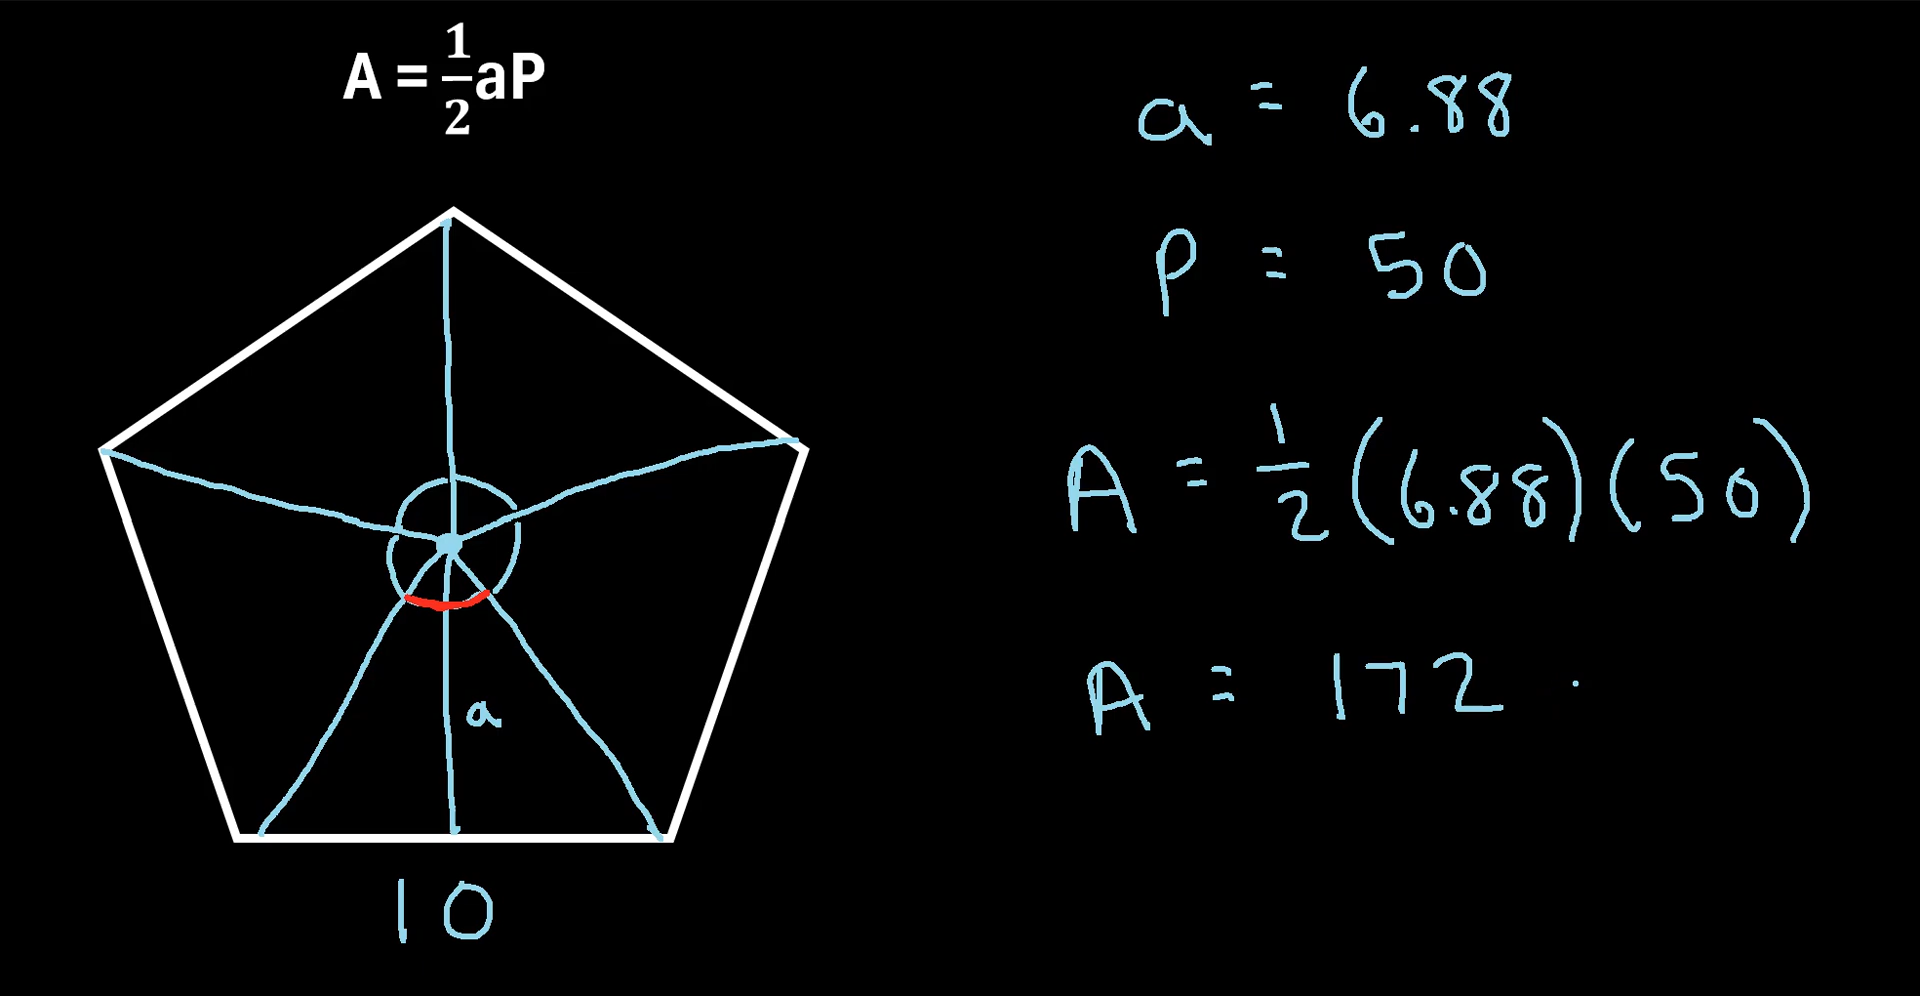 A = 1/2 aP
a = 6.88
P = 50
A = 1/2 (6.88)(50)
A = 172
a
10